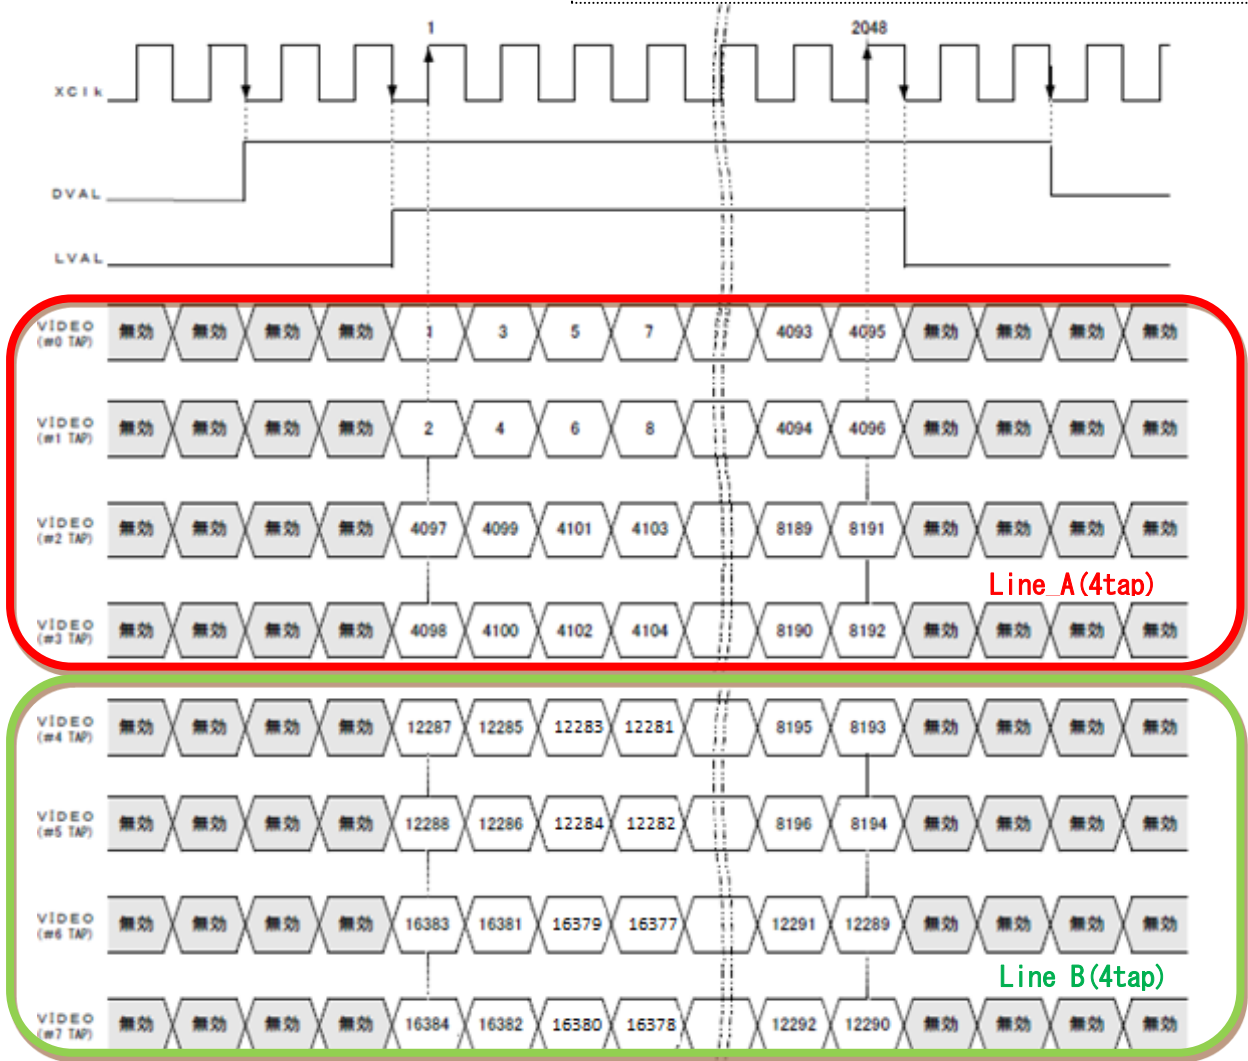 1 2048
XClk
DVAL
LVAL
VIDEO 無効 無効 無効 無効 1 3 5 7 4093 4095 無効 無効 無効 無効
(#0 TAP)
VIDEO 無効 無効 無効 無効 2 4 6 8 4094 4096 無効 無効 無効 無効
(#1 TAP)
VIDEO 無効 無効 無効 無効 4097 4099 4101 4103 8189 8191 無効 無効 無効 無効
(#2 TAP)
Line_A(4tap)
VIDEO 無効 無効 無効 無効 4098 4100 4102 4104 8190 8192 無効 無効 無効 無効
(#3 TAP)
VIDEO 無効 無効 無効 無効 12287 12285 12283 12281 8195 8193 無効 無効 無効 無効
(#4 TAP)
VIDEO 無効 無効 無効 無効 12288 12286 12284 12282 8196 8194 無効 無効 無効 無効
(#5 TAP)
VIDEO 無効 無効 無効 無効 16383 16381 16379 16377 12291 12289 無効 無効 無効 無効
(#6 TAP)
Line B(4tap)
VIDEO 無効 無効 無効 無効 16384 16382 16380 16378 12292 12290 無効 無効 無効 無効
(#7 TAP)